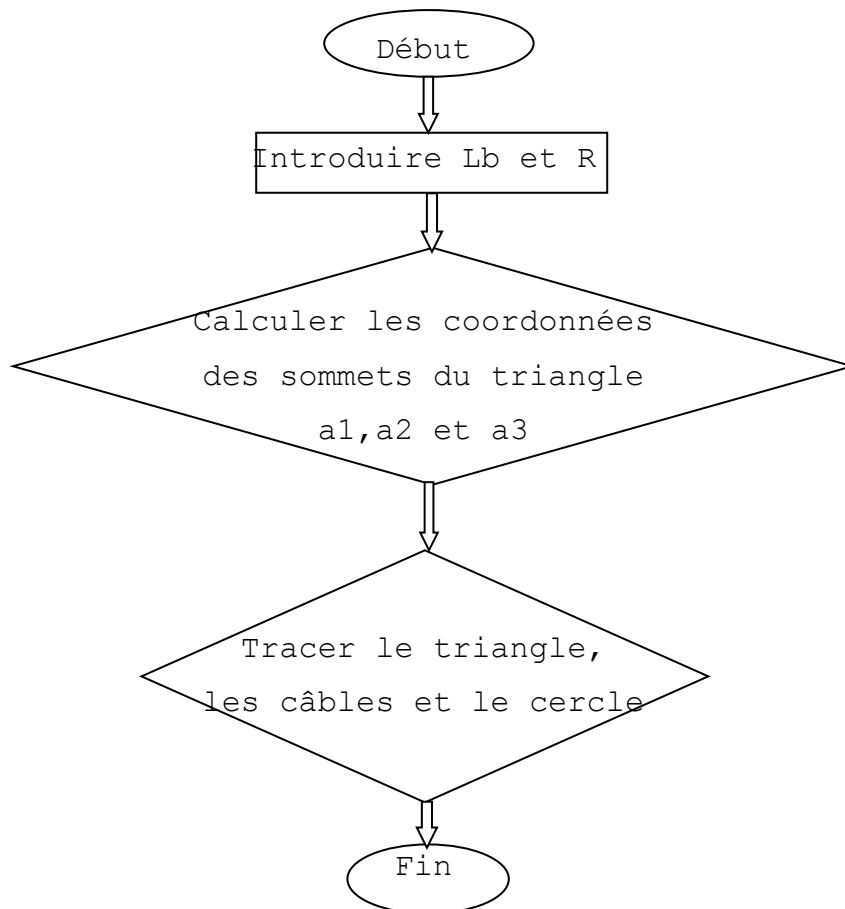 Début
Introduire Lb et R
Calculer les coordonnées
des sommets du triangle
a1,a2 et a3
Tracer le triangle,
les câbles et le cercle
Fin